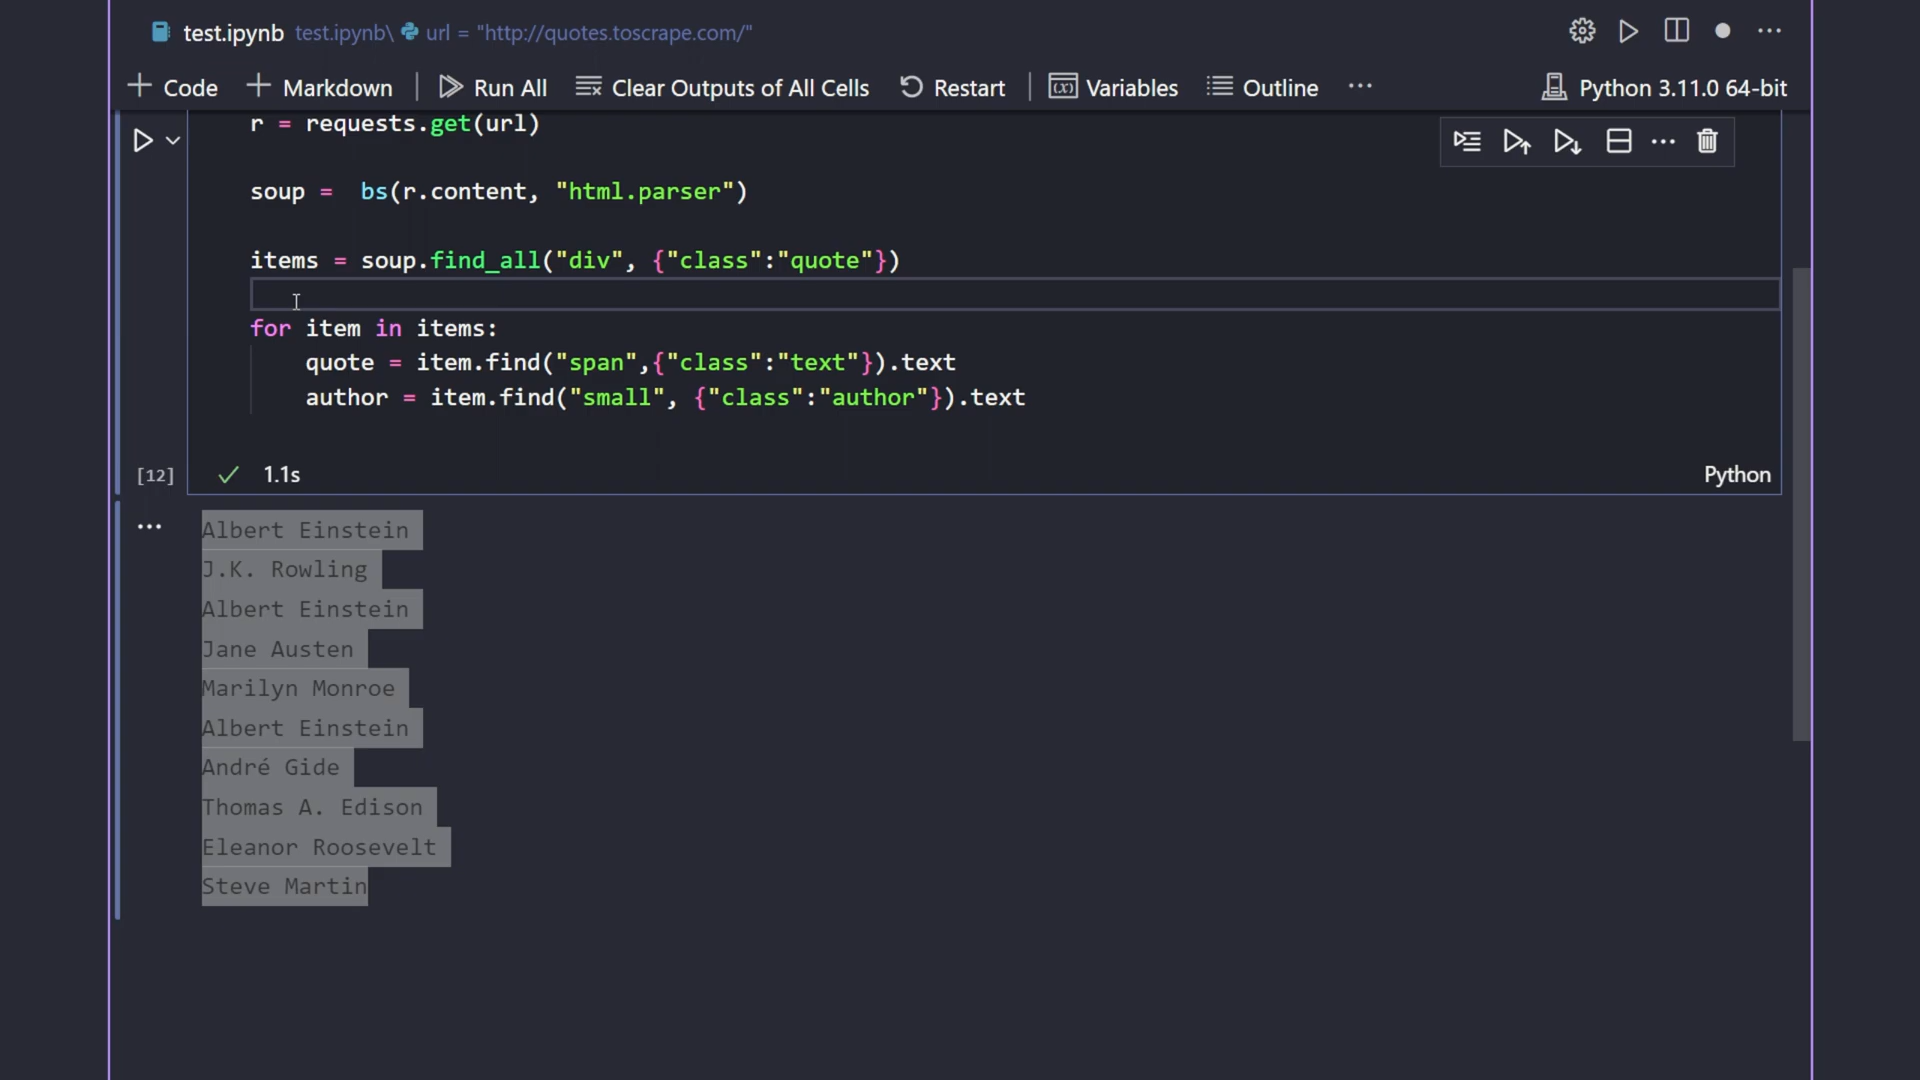 test.ipynb test.ipynb\ url = "http://quotes.toscrape.com/"
Code Markdown Run All Clear Outputs of All Cells Restart (x) Variables Outline ... Python 3.11.0 64-bit
r = requests.get(url)
soup =  bs(r.content, "html.parser")
items = soup.find_all("div", {"class":"quote"})
for item in items:
    quote = item.find("span",{"class":"text"}).text
    author = item.find("small", {"class":"author"}).text
[12] 1.1s Python
Albert Einstein
J.K. Rowling
Albert Einstein
Jane Austen
Marilyn Monroe
Albert Einstein
André Gide
Thomas A. Edison
Eleanor Roosevelt
Steve Martin